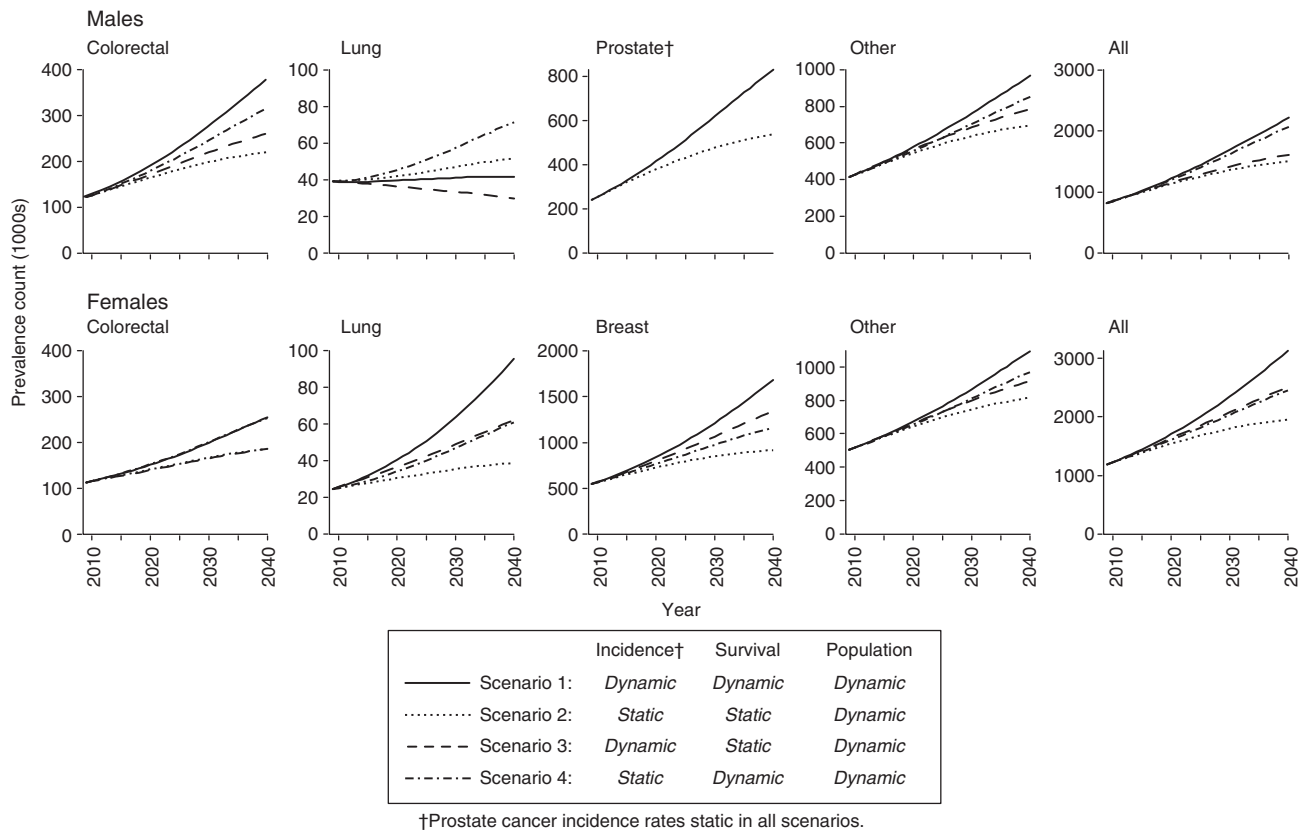 Males
Colorectal Lung Prostate† Other All
400 100 800 1000 3000
300 80 600 800 2000
200 60 400 600 1000
100 40 200 400 0
0 20 0 200
0 0
Prevalence count (1000s)
Females
Colorectal Lung Breast Other All
400 100 2000 1000 3000
300 80 1500 800 2000
200 60 1000 600 1000
100 40 500 400 0
0 20 0 200
0 0
2010 2020 2030 2040 2010 2020 2030 2040 2010 2020 2030 2040 2010 2020 2030 2040 2010 2020 2030 2040
Year
Incidence† Survival Population
Scenario 1: Dynamic Dynamic Dynamic
Scenario 2: Static Static Dynamic
Scenario 3: Dynamic Static Dynamic
Scenario 4: Static Dynamic Dynamic
†Prostate cancer incidence rates static in all scenarios.